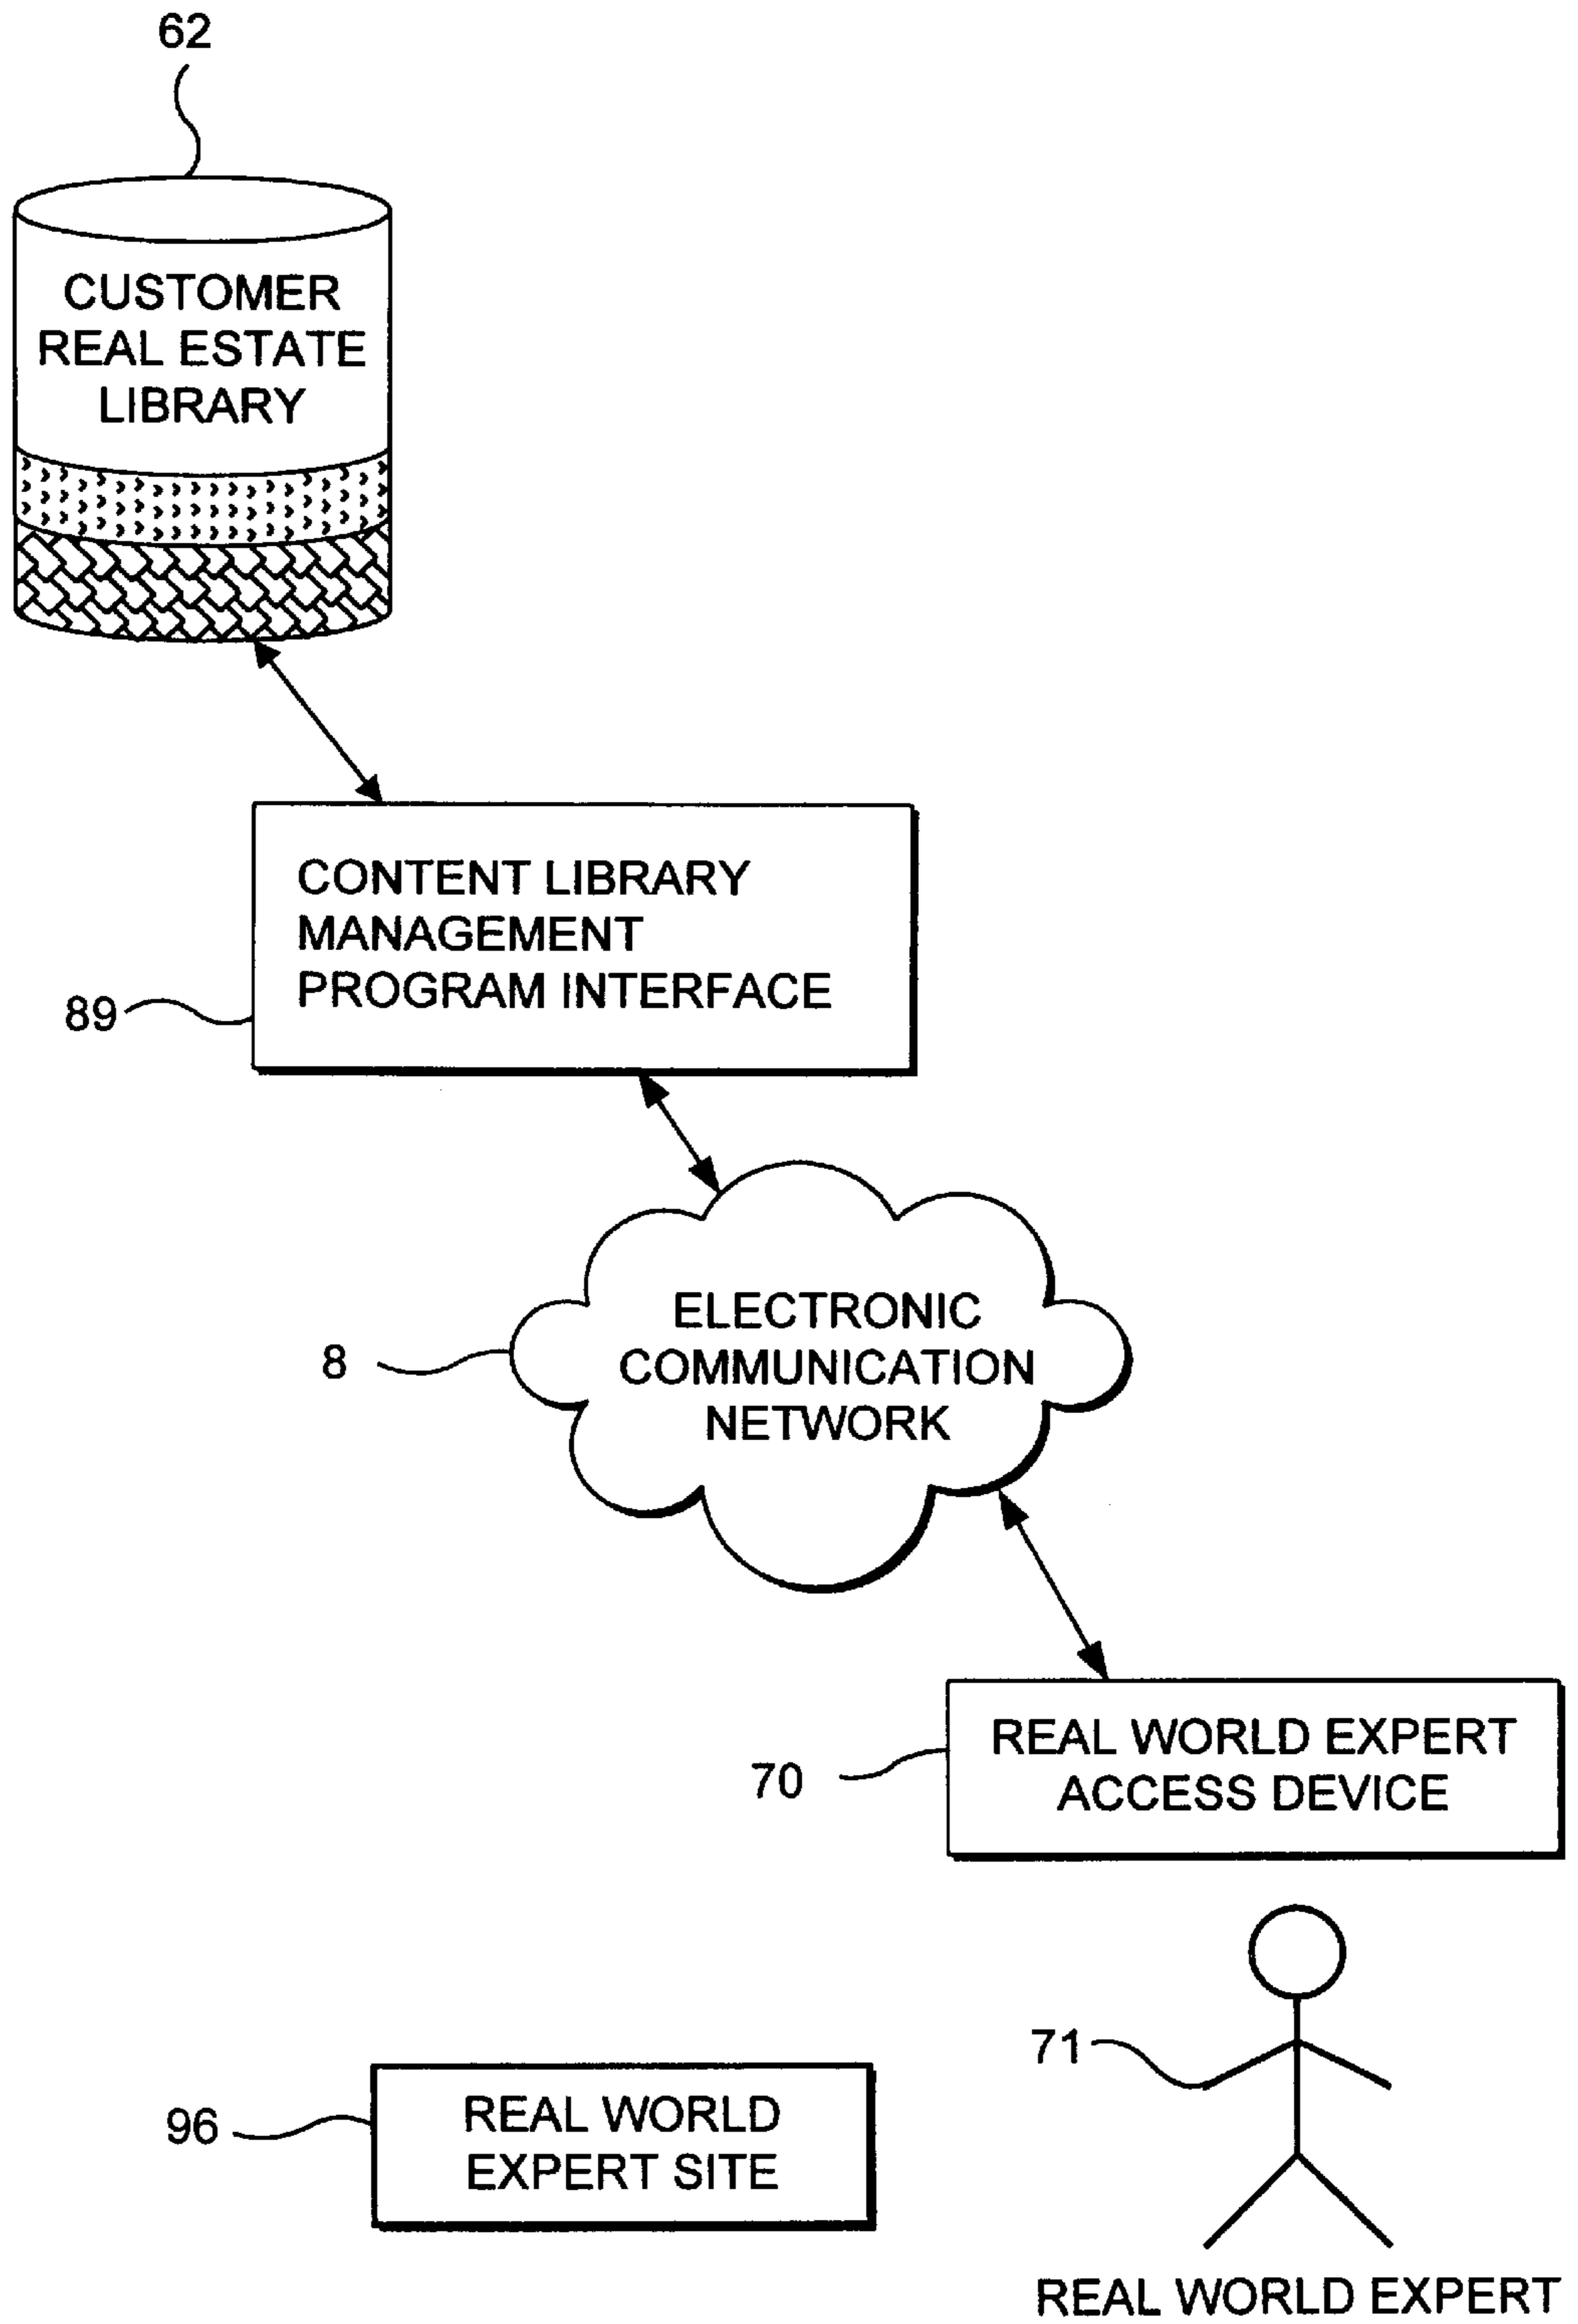 62
CUSTOMER
REAL ESTATE
LIBRARY
CONTENT LIBRARY
MANAGEMENT
PROGRAM INTERFACE
89
ELECTRONIC
COMMUNICATION
NETWORK
8
REAL WORLD EXPERT
ACCESS DEVICE
70
71
REAL WORLD
EXPERT SITE
96
REAL WORLD EXPERT